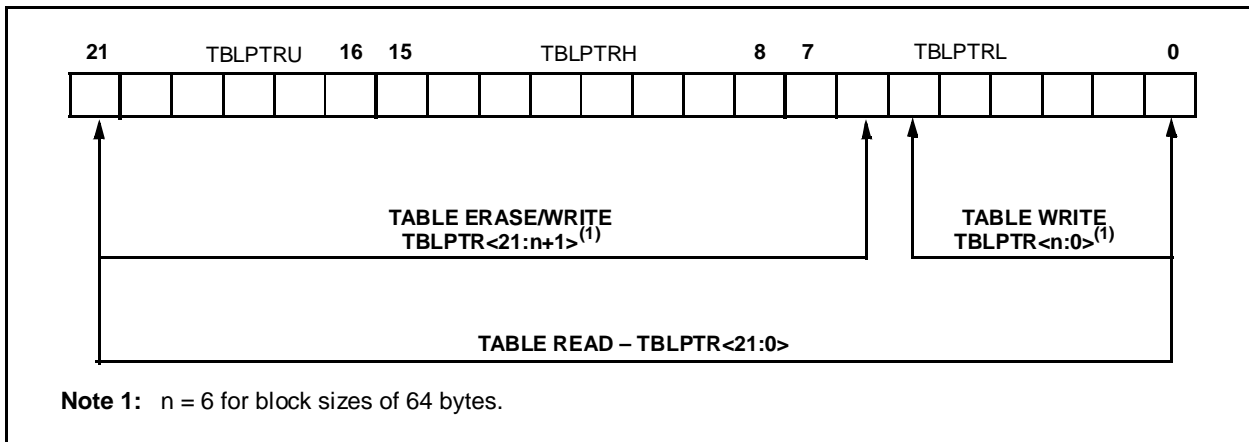 21 TBLPTRU 16 15 TBLPTRH 8 7 TBLPTRL 0
TABLE ERASE/WRITE
TBLPTR<21:n+1>(1)
TABLE WRITE
TBLPTR<n:0>(1)
TABLE READ – TBLPTR<21:0>
Note 1: n = 6 for block sizes of 64 bytes.